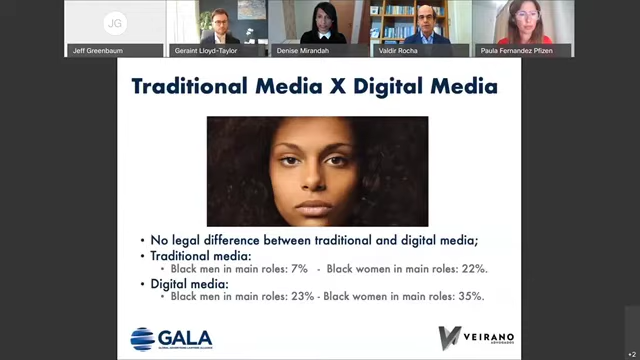 JG
Jeff Greenbaum
Geraint Lloyd-Taylor
Denise Mirandah
Valdir Rocha
Paula Fernandez Pfizen
Traditional Media X Digital Media
• No legal difference between traditional and digital media;
• Traditional media:
• Black men in main roles: 7% - Black women in main roles: 22%.
• Digital media:
• Black men in main roles: 23% - Black women in main roles: 35%.
GALA
GLOBAL ADVERTISING LAWYERS ALLIANCE
VEIRANO
ADVOGADOS
+2